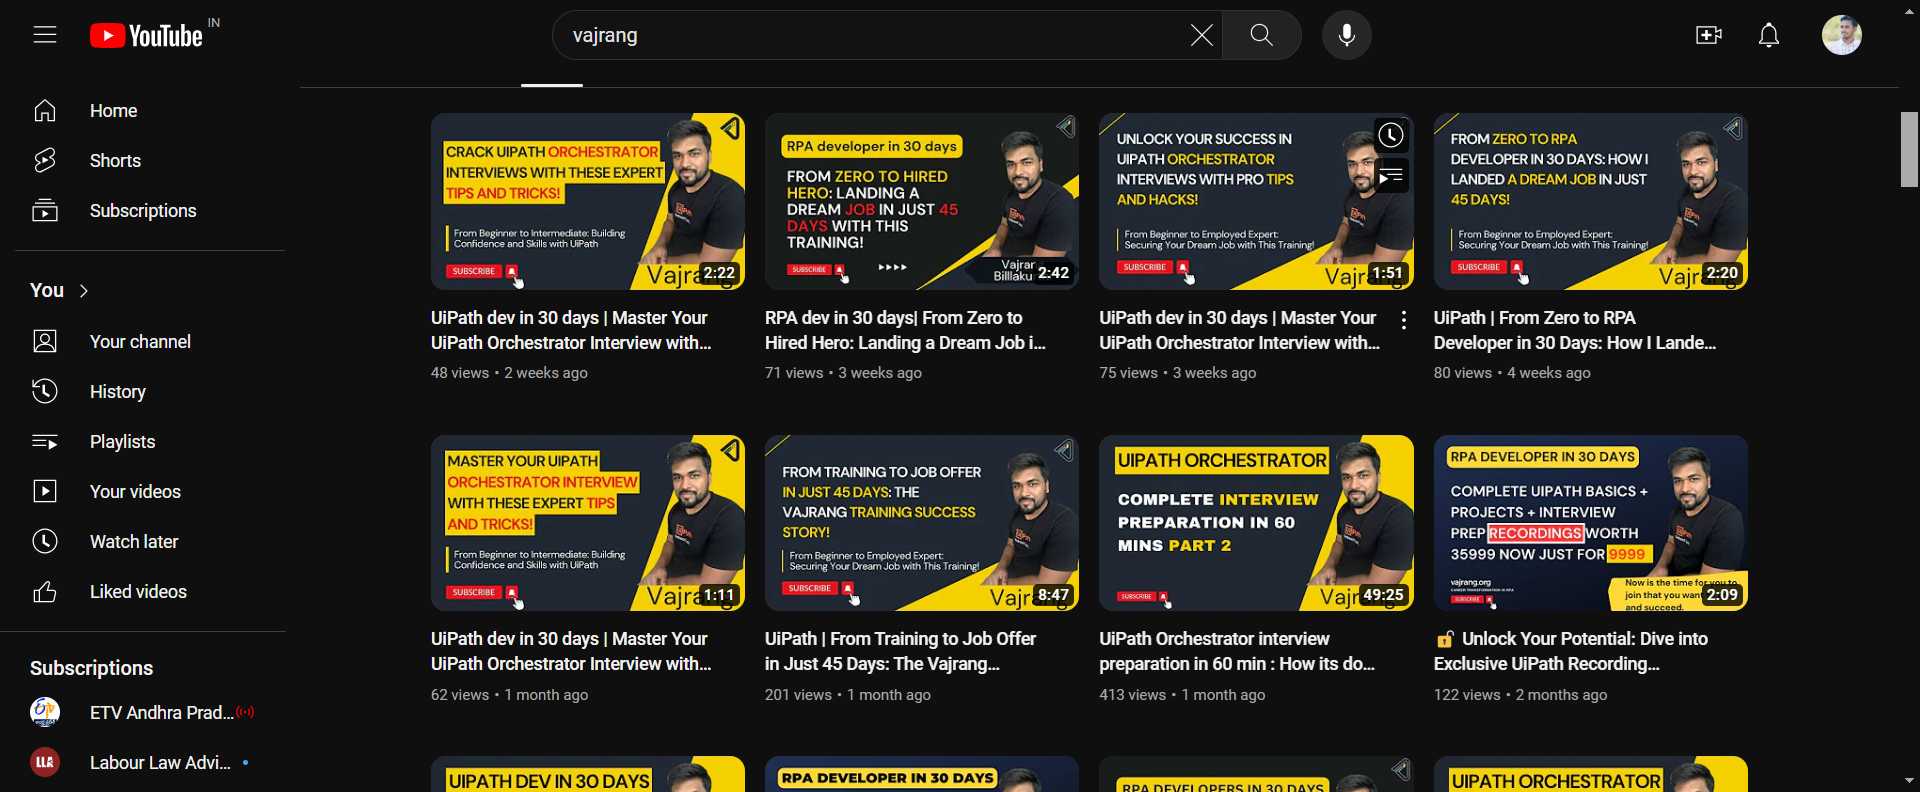 YouTube IN
vajrang
Home
Shorts
Subscriptions
You
Your channel
History
Playlists
Your videos
Watch later
Liked videos
Subscriptions
ETV Andhra Prad...
LLA
Labour Law Advi...
CRACK UIPATH ORCHESTRATOR
INTERVIEWS WITH THESE EXPERT
TIPS AND TRICKS!
From Beginner to Intermediate: Building
Confidence and Skills with UiPath
SUBSCRIBE
2:22
UiPath dev in 30 days | Master Your
UiPath Orchestrator Interview with...
48 views • 2 weeks ago
RPA developer in 30 days
FROM ZERO TO HIRED
HERO: LANDING A
DREAM JOB IN JUST 45
DAYS WITH THIS
TRAINING!
SUBSCRIBE
2:42
RPA dev in 30 days| From Zero to
Hired Hero: Landing a Dream Job i...
71 views • 3 weeks ago
UNLOCK YOUR SUCCESS IN
UIPATH ORCHESTRATOR
INTERVIEWS WITH PRO TIPS
AND HACKS!
From Beginner to Employed Expert:
Securing Your Dream Job with This Training!
SUBSCRIBE
1:51
UiPath dev in 30 days | Master Your
UiPath Orchestrator Interview with...
75 views • 3 weeks ago
FROM ZERO TO RPA
DEVELOPER IN 30 DAYS: HOW I
LANDED A DREAM JOB IN JUST
45 DAYS!
From Beginner to Employed Expert:
Securing Your Dream Job with This Training!
SUBSCRIBE
2:20
UiPath | From Zero to RPA
Developer in 30 Days: How I Lande...
80 views • 4 weeks ago
MASTER YOUR UIPATH
ORCHESTRATOR INTERVIEW
WITH THESE EXPERT TIPS
AND TRICKS!
From Beginner to Intermediate: Building
Confidence and Skills with UiPath
SUBSCRIBE
1:11
UiPath dev in 30 days | Master Your
UiPath Orchestrator Interview with...
62 views • 1 month ago
FROM TRAINING TO JOB OFFER
IN JUST 45 DAYS: THE
VAJRANG TRAINING SUCCESS
STORY!
From Beginner to Employed Expert:
Securing Your Dream Job with This Training!
SUBSCRIBE
8:47
UiPath | From Training to Job Offer
in Just 45 Days: The Vajrang...
201 views • 1 month ago
UIPATH ORCHESTRATOR
COMPLETE INTERVIEW
PREPARATION IN 60
MINS PART 2
SUBSCRIBE
49:25
UiPath Orchestrator interview
preparation in 60 min : How its do...
413 views • 1 month ago
RPA DEVELOPER IN 30 DAYS
COMPLETE UIPATH BASICS +
PROJECTS + INTERVIEW
PREP RECORDINGS WORTH
35999 NOW JUST FOR 9999
vajrang.org
Now is the time for you to
join that you want
and succeed.
2:09
🔓 Unlock Your Potential: Dive into
Exclusive UiPath Recording...
122 views • 2 months ago
UIPATH DEV IN 30 DAYS
RPA DEVELOPER IN 30 DAYS
RPA DEVELOPERS IN 30 DAYS
UIPATH ORCHESTRATOR